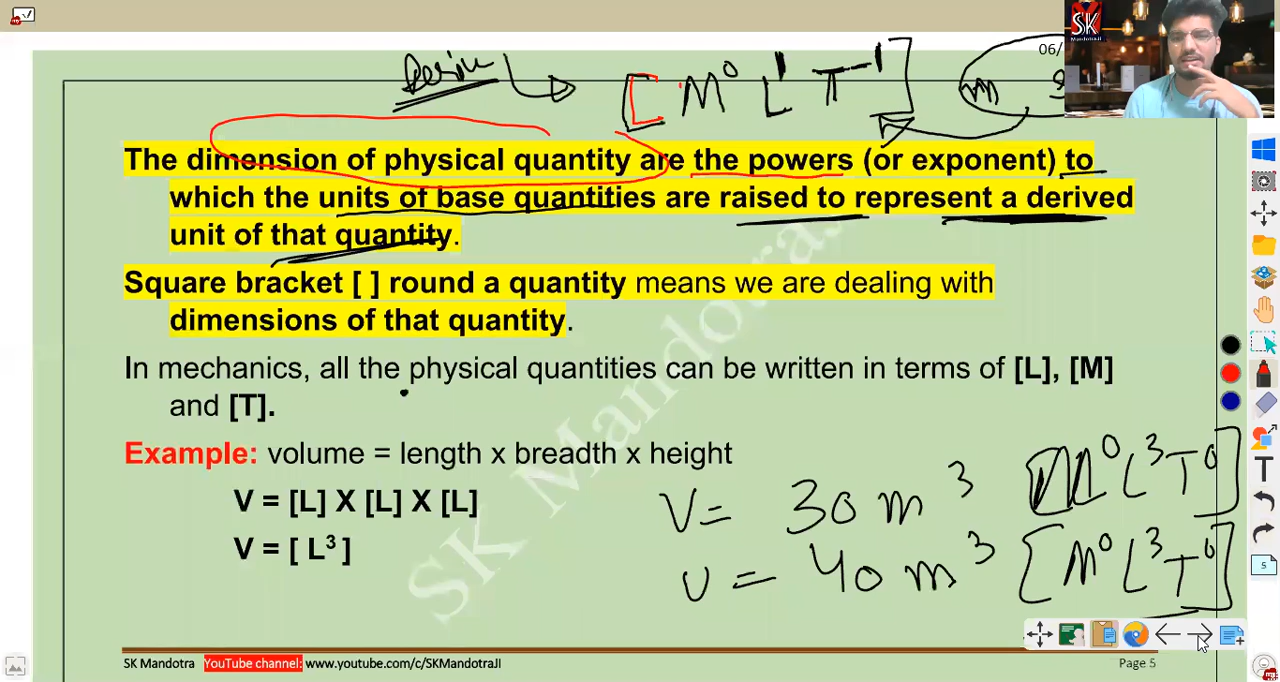 SK
Mandotraji
06/
[M⁰ L¹ T⁻¹] m
The dimension of physical quantity are the powers (or exponent) to
which the units of base quantities are raised to represent a derived
unit of that quantity.
Square bracket [ ] round a quantity means we are dealing with
dimensions of that quantity.
In mechanics, all the physical quantities can be written in terms of [L], [M]
and [T].
Example: volume = length x breadth x height
V = [L] X [L] X [L]
V = [ L³ ]
V = 30 m³ [M⁰ L³ T⁰]
V = 40 m³ [M⁰ L³ T⁰]
SK Mandotra
SK Mandotra YouTube channel: www.youtube.com/c/SKMandotraJI
Page 5
T
5